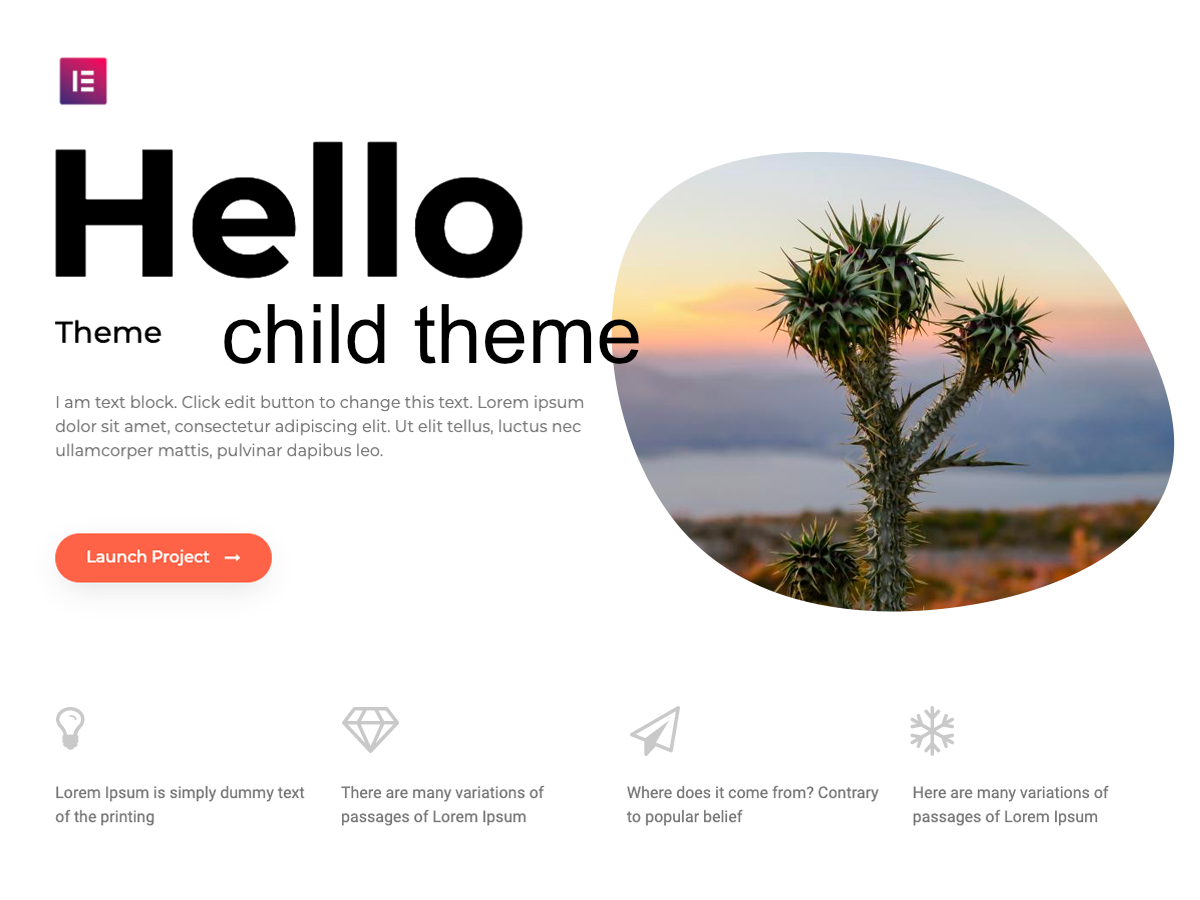 Hello
Theme
child theme
I am text block. Click edit button to change this text. Lorem ipsum
dolor sit amet, consectetur adipiscing elit. Ut elit tellus, luctus nec
ullamcorper mattis, pulvinar dapibus leo.
Launch Project
Lorem Ipsum is simply dummy text
of the printing
There are many variations of
passages of Lorem Ipsum
Where does it come from? Contrary
to popular belief
Here are many variations of
passages of Lorem Ipsum